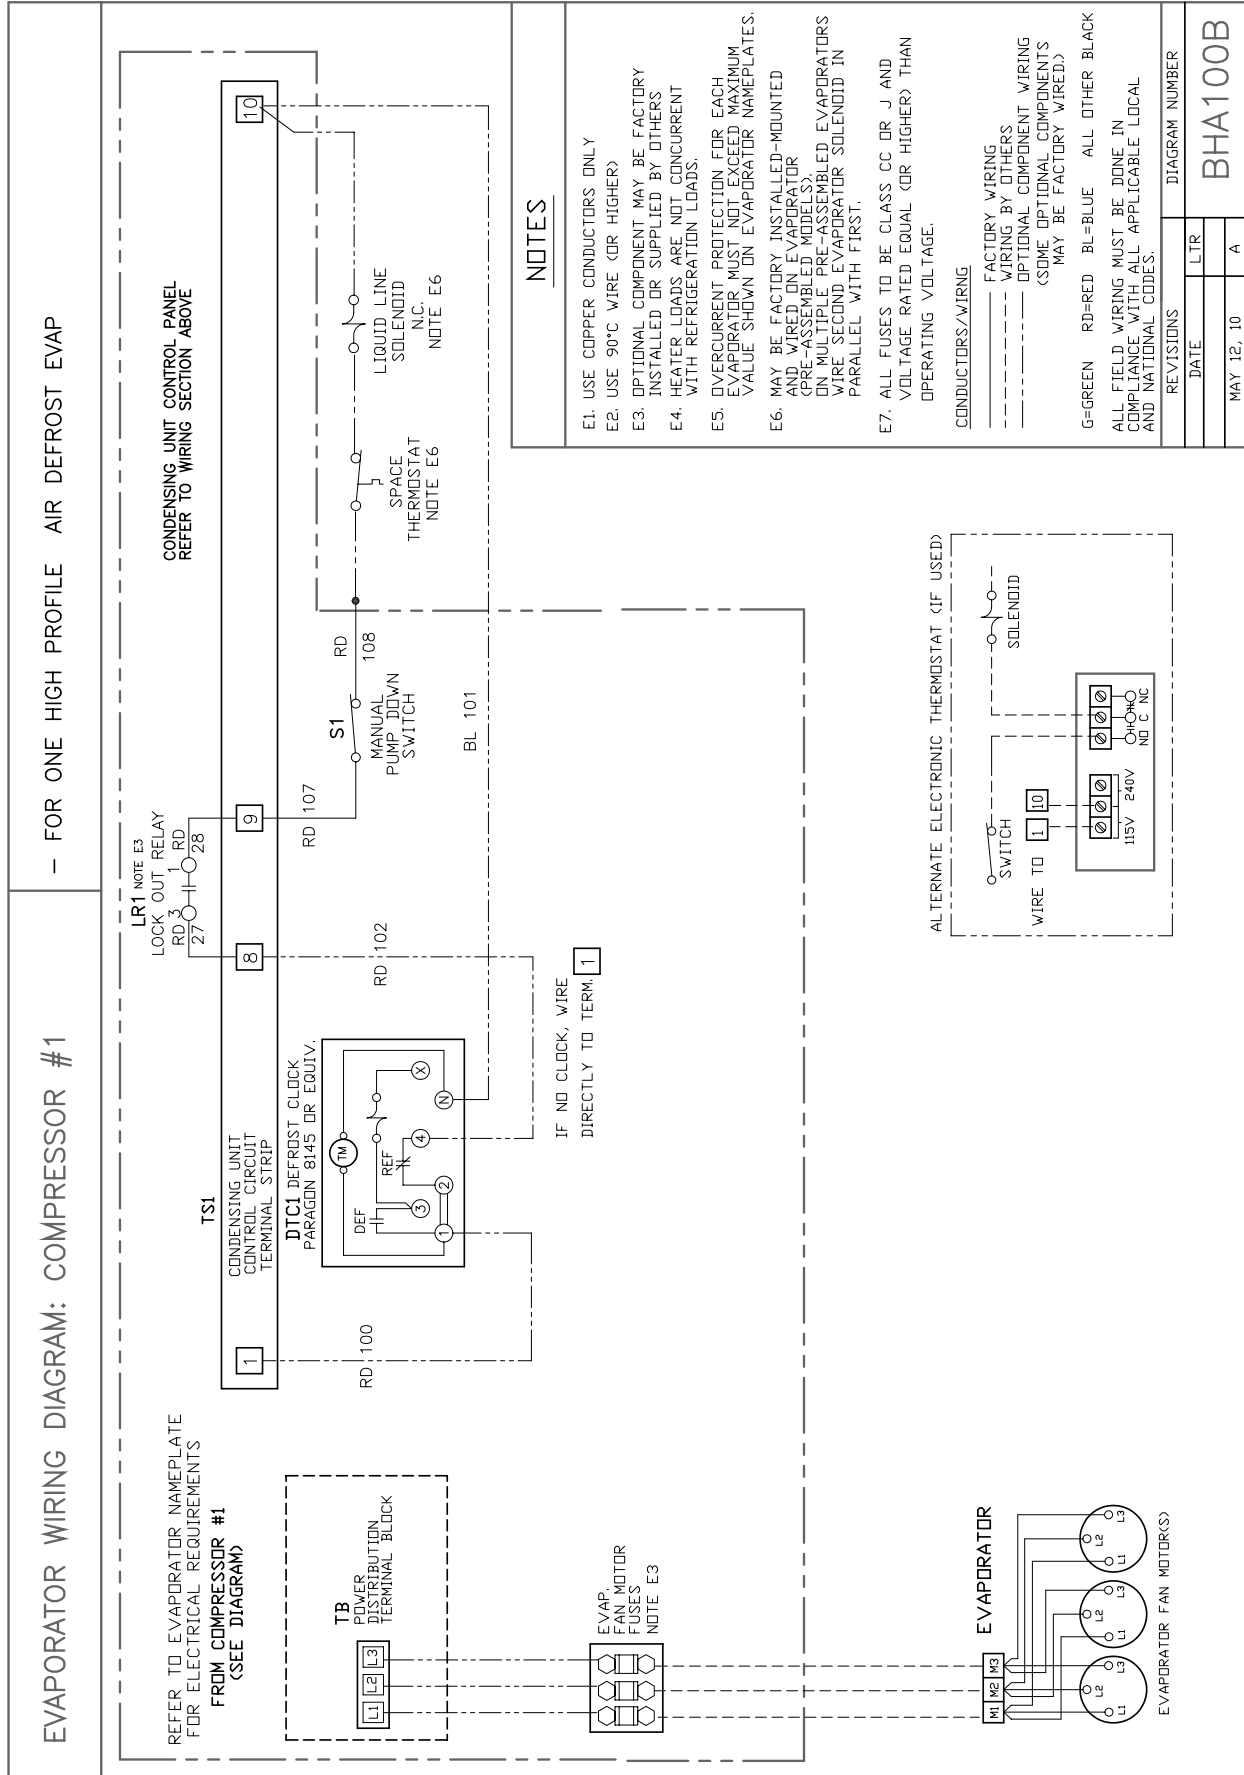 EVAPORATOR WIRING DIAGRAM: COMPRESSOR #1
- FOR ONE HIGH PROFILE AIR DEFROST EVAP
REFER TO EVAPORATOR NAMEPLATE
FOR ELECTRICAL REQUIREMENTS
FROM COMPRESSOR #1
(SEE DIAGRAM)
TB
POWER
DISTRIBUTION
TERMINAL BLOCK
L1 L2 L3
EVAP.
FAN MOTOR
FUSES
NOTE E3
EVAPORATOR
M1 M2 M3
L1 L2 L3
L1 L2 L3
L1 L2 L3
EVAPORATOR FAN MOTOR(S)
LR1 NOTE E3
LOCK OUT RELAY
RD 3 1 RD
27 28
CONDENSING UNIT CONTROL PANEL
REFER TO WIRING SECTION ABOVE
TS1
CONDENSING UNIT
CONTROL CIRCUIT
TERMINAL STRIP
1 8 9 10
DTC1 DEFROST CLOCK
PARAGON 8145 OR EQUIV.
TM
DEF
REF
1 3 2 4 N X
RD 100
RD 102
RD 107
S1
MANUAL
PUMP DOWN
SWITCH
RD
108
BL 101
SPACE
THERMOSTAT
NOTE E6
LIQUID LINE
SOLENOID
N.C.
NOTE E6
IF NO CLOCK, WIRE
DIRECTLY TO TERM. 1
ALTERNATE ELECTRONIC THERMOSTAT (IF USED)
SWITCH
SOLENOID
WIRE TO 1 10
115V 240V
NO C NC
NOTES
E1. USE COPPER CONDUCTORS ONLY
E2. USE 90°C WIRE (OR HIGHER)
E3. OPTIONAL COMPONENT MAY BE FACTORY
INSTALLED OR SUPPLIED BY OTHERS
E4. HEATER LOADS ARE NOT CONCURRENT
WITH REFRIGERATION LOADS.
E5. OVERCURRENT PROTECTION FOR EACH
EVAPORATOR MUST NOT EXCEED MAXIMUM
VALUE SHOWN ON EVAPORATOR NAMEPLATES.
E6. MAY BE FACTORY INSTALLED-MOUNTED
AND WIRED ON EVAPORATOR
(PRE-ASSEMBLED MODELS).
ON MULTIPLE PRE-ASSEMBLED EVAPORATORS
WIRE SECOND EVAPORATOR SOLENOID IN
PARALLEL WITH FIRST.
E7. ALL FUSES TO BE CLASS CC OR J AND
VOLTAGE RATED EQUAL (OR HIGHER) THAN
OPERATING VOLTAGE.
CONDUCTORS/WIRNG
FACTORY WIRING
WIRING BY OTHERS
OPTIONAL COMPONENT WIRING
(SOME OPTIONAL COMPONENTS
MAY BE FACTORY WIRED.)
G=GREEN RD=RED BL=BLUE ALL OTHER BLACK
ALL FIELD WIRING MUST BE DONE IN
COMPLIANCE WITH ALL APPLICABLE LOCAL
AND NATIONAL CODES.
REVISIONS
DATE LTR
MAY 12, 10 A
DIAGRAM NUMBER
BHA100B